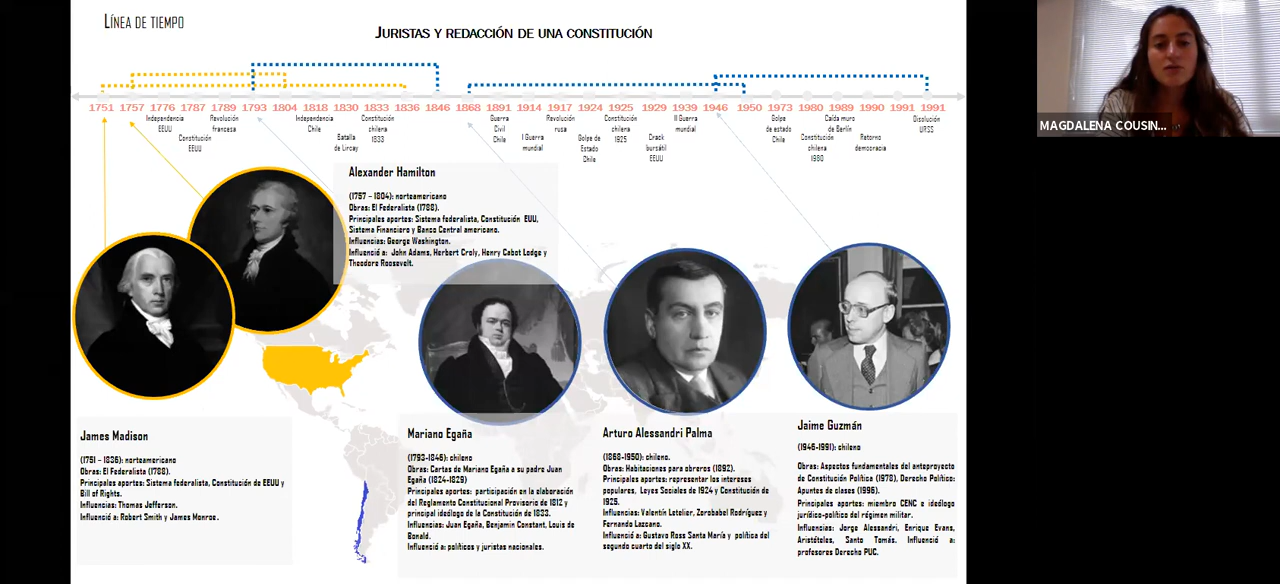 LÍNEA DE TIEMPO
JURISTAS Y REDACCIÓN DE UNA CONSTITUCIÓN
MAGDALENA COUSIN...
1751 1757 1776 1787 1789 1793 1804 1818 1830 1833 1836 1846 1868 1891 1914 1917 1924 1925 1929 1939 1946 1950 1973 1980 1989 1990 1991 1991
Independencia
EEUU
Constitución
EEUU
Revolución
francesa
Independencia
Chile
Batalla
de Lircay
Constitución
chilena
1833
Guerra
Civil
Chile
I Guerra
mundial
Revolución
rusa
Golpe de
Estado
Chile
Constitución
chilena
1925
Crack
bursátil
EEUU
II Guerra
mundial
Golpe
de estado
Chile
Constitución
chilena
1980
Caída muro
de Berlín
Retorno
democracia
Disolución
URSS
Alexander Hamilton
(1757 – 1804): norteamericano
Obras: El Federalista (1788).
Principales aportes: Sistema federalista, Constitución EUU,
Sistema Financiero y Banco Central americano.
Influencias: George Washington.
Influenció a: John Adams, Herbert Croly, Henry Cabot Lodge y
Theodore Roosevelt.
James Madison
(1751 – 1836): norteamericano
Obras: El Federalista (1788).
Principales aportes: Sistema federalista, Constitución de EEUU y
Bill of Rights.
Influencias: Thomas Jefferson.
Influenció a: Robert Smith y James Monroe.
Mariano Egaña
(1793-1846): chileno
Obras: Cartas de Mariano Egaña a su padre Juan
Egaña (1824-1829)
Principales aportes: participación en la elaboración
del Reglamento Constitucional Provisorio de 1812 y
principal ideólogo de la Constitución de 1833.
Influencias: Juan Egaña, Benjamin Constant, Louis de
Bonald.
Influenció a: políticos y juristas nacionales.
Arturo Alessandri Palma
(1868-1950): chileno.
Obras: Habitaciones para obreros (1892).
Principales aportes: representar los intereses
populares, Leyes Sociales de 1924 y Constitución de
1925.
Influencias: Valentín Letelier, Zorobabel Rodríguez y
Fernando Lazcano.
Influenció a: Gustavo Ross Santa María y política del
segundo cuarto del siglo XX.
Jaime Guzmán
(1946-1991): chileno
Obras: Aspectos fundamentales del anteproyecto
de Constitución Política (1978), Derecho Político:
Apuntes de clases (1996).
Principales aportes: miembro CENC e ideólogo
jurídico-político del régimen militar.
Influencias: Jorge Alessandri, Enrique Evans,
Aristóteles, Santo Tomás. Influenció a:
profesores Derecho PUC.